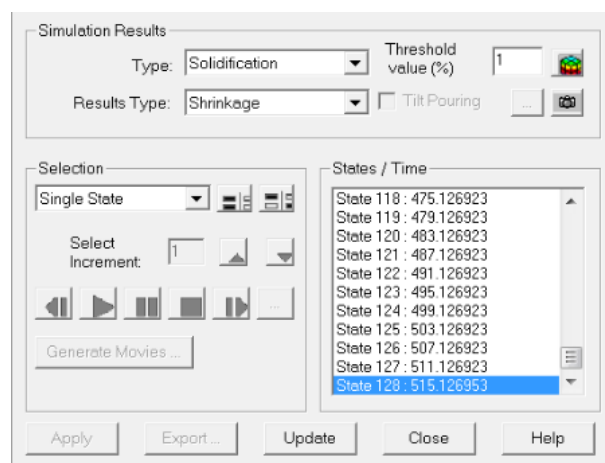 Simulation Results
Type: Solidification
Threshold value (%) 1
Results Type: Shrinkage
Tilt Pouring
...
Selection
Single State
Select Increment: 1
...
Generate Movies ...
States / Time
State 118 : 475.126923
State 119 : 479.126923
State 120 : 483.126923
State 121 : 487.126923
State 122 : 491.126923
State 123 : 495.126923
State 124 : 499.126923
State 125 : 503.126923
State 126 : 507.126923
State 127 : 511.126923
State 128 : 515.126953
Apply
Export ...
Update
Close
Help